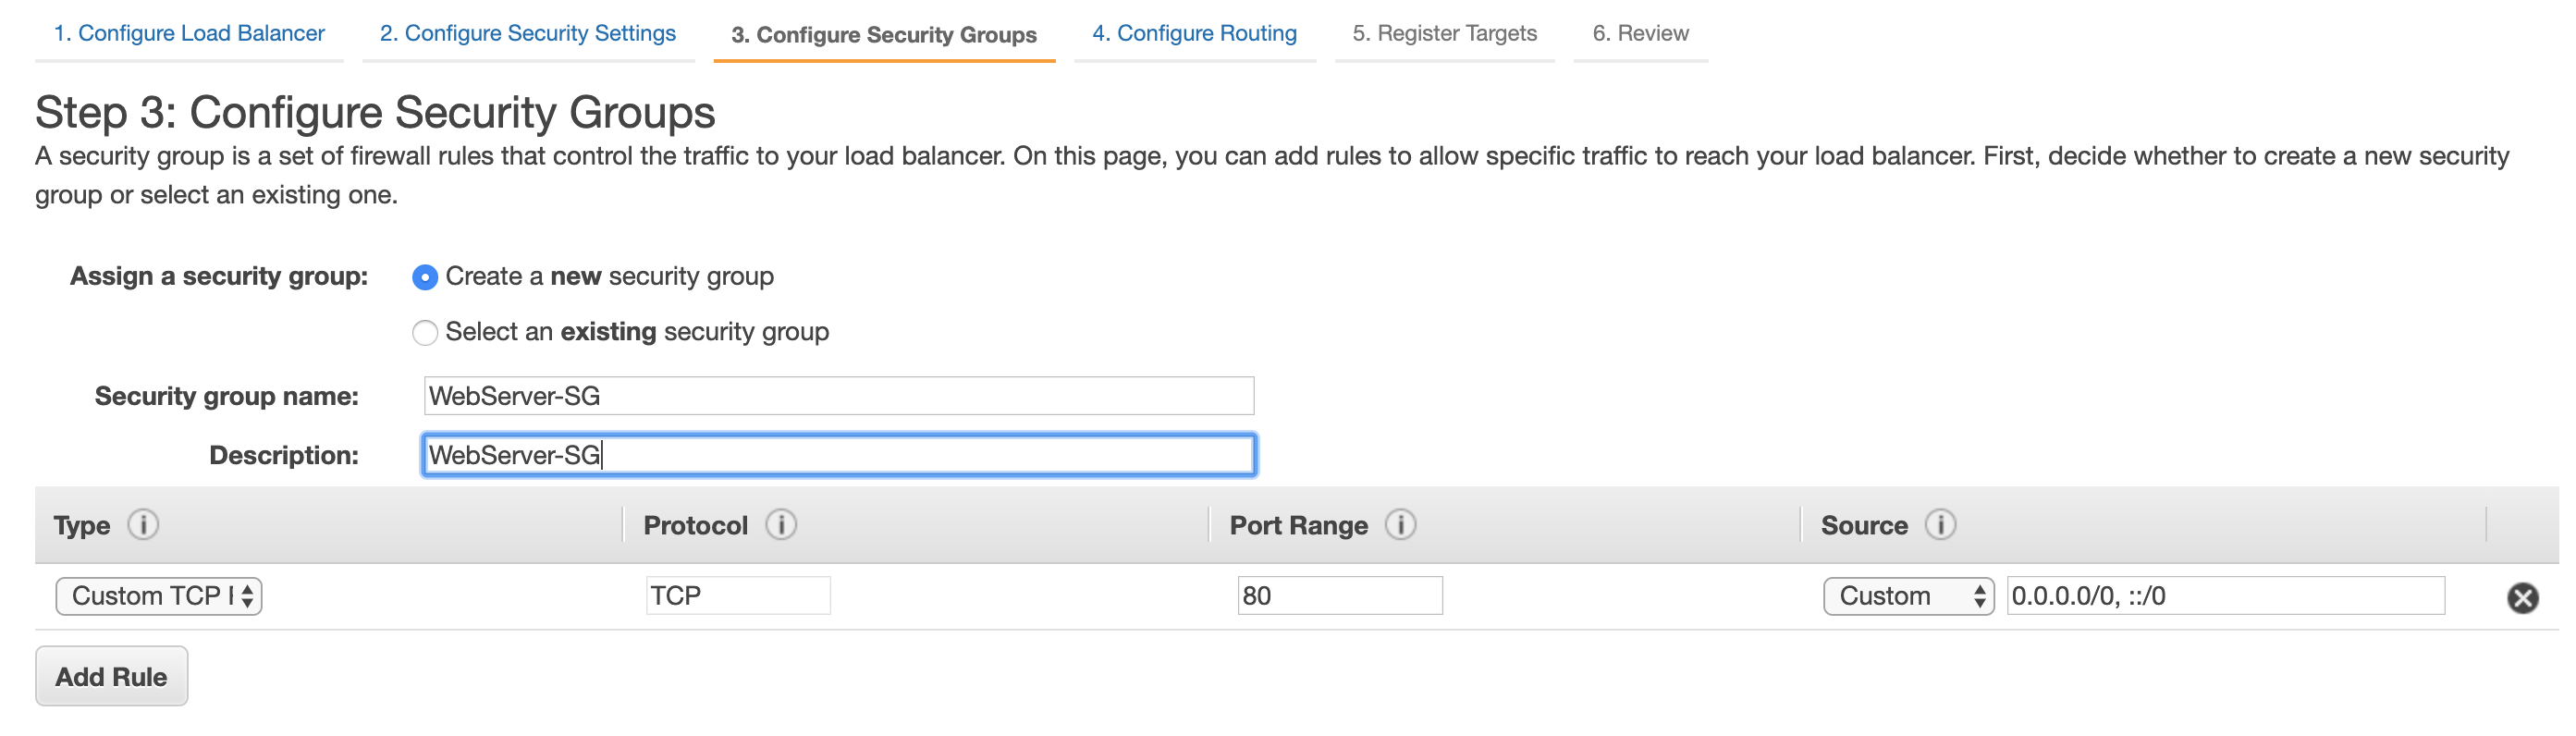 1. Configure Load Balancer 2. Configure Security Settings 3. Configure Security Groups 4. Configure Routing 5. Register Targets 6. Review
Step 3: Configure Security Groups
A security group is a set of firewall rules that control the traffic to your load balancer. On this page, you can add rules to allow specific traffic to reach your load balancer. First, decide whether to create a new security
group or select an existing one.
Assign a security group: Create a new security group
Select an existing security group
Security group name: WebServer-SG
Description: WebServer-SG
Type i Protocol i Port Range i Source i
Custom TCP TCP 80 Custom 0.0.0.0/0, ::/0
Add Rule